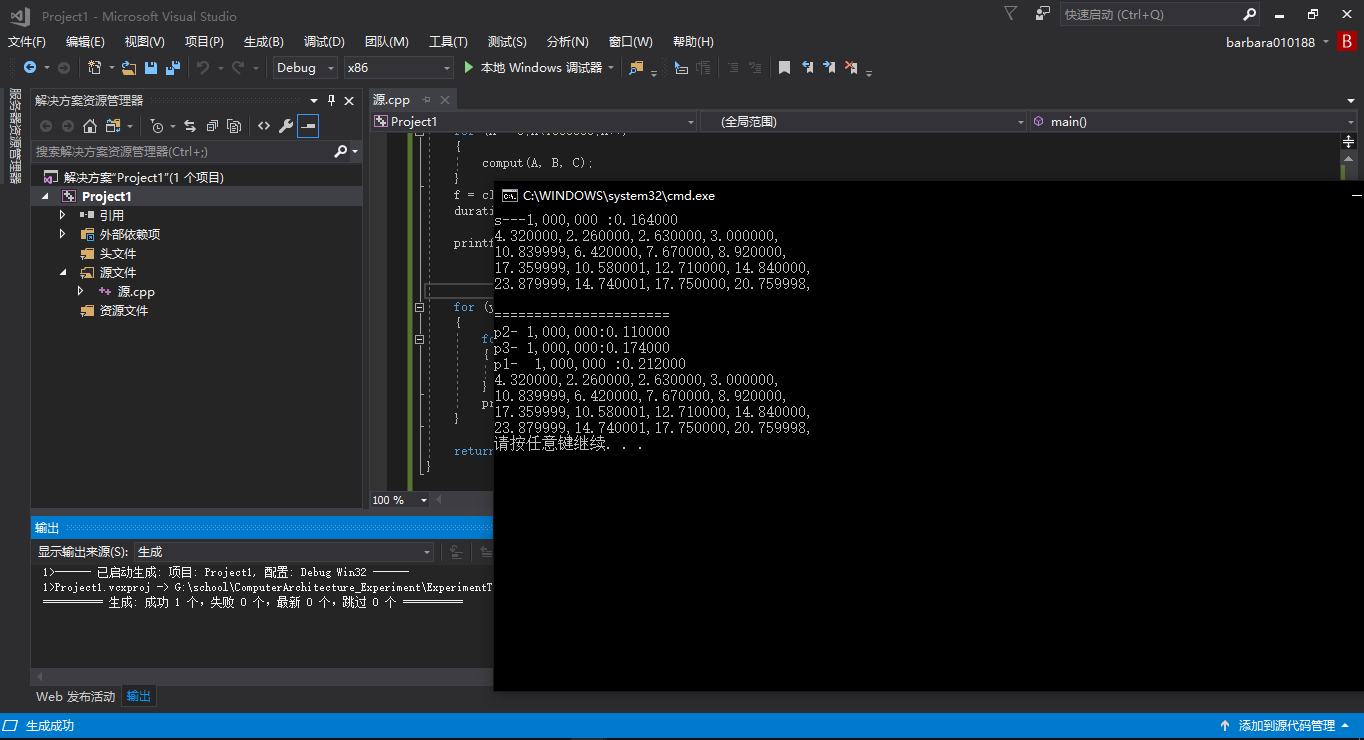 Project1 - Microsoft Visual Studio
快速启动 (Ctrl+Q)
文件(F) 编辑(E) 视图(V) 项目(P) 生成(B) 调试(D) 团队(M) 工具(T) 测试(S) 分析(N) 窗口(W) 帮助(H)
barbara010188 B
Debug x86 本地 Windows 调试器
服务器资源管理器
解决方案资源管理器
搜索解决方案资源管理器(Ctrl+;)
解决方案"Project1"(1 个项目)
Project1
引用
外部依赖项
头文件
源文件
源.cpp
资源文件
源.cpp
Project1 (全局范围) main()
{
comput(A, B, C);
}
f = cl
durati
printf
for (y
{
fo
{
}
pr
}
return
}
100 %
C:\WINDOWS\system32\cmd.exe
s---1,000,000 :0.164000
4.320000,2.260000,2.630000,3.000000,
10.839999,6.420000,7.670000,8.920000,
17.359999,10.580001,12.710000,14.840000,
23.879999,14.740001,17.750000,20.759998,
======================
p2- 1,000,000:0.110000
p3- 1,000,000:0.174000
p1-  1,000,000 :0.212000
4.320000,2.260000,2.630000,3.000000,
10.839999,6.420000,7.670000,8.920000,
17.359999,10.580001,12.710000,14.840000,
23.879999,14.740001,17.750000,20.759998,
请按任意键继续. . .
输出
显示输出来源(S): 生成
1>------ 已启动生成: 项目: Project1, 配置: Debug Win32 ------
1>Project1.vcxproj -> G:\school\ComputerArchitecture_Experiment\ExperimentT
========== 生成: 成功 1 个，失败 0 个，最新 0 个，跳过 0 个 ==========
Web 发布活动 输出
生成成功
添加到源代码管理